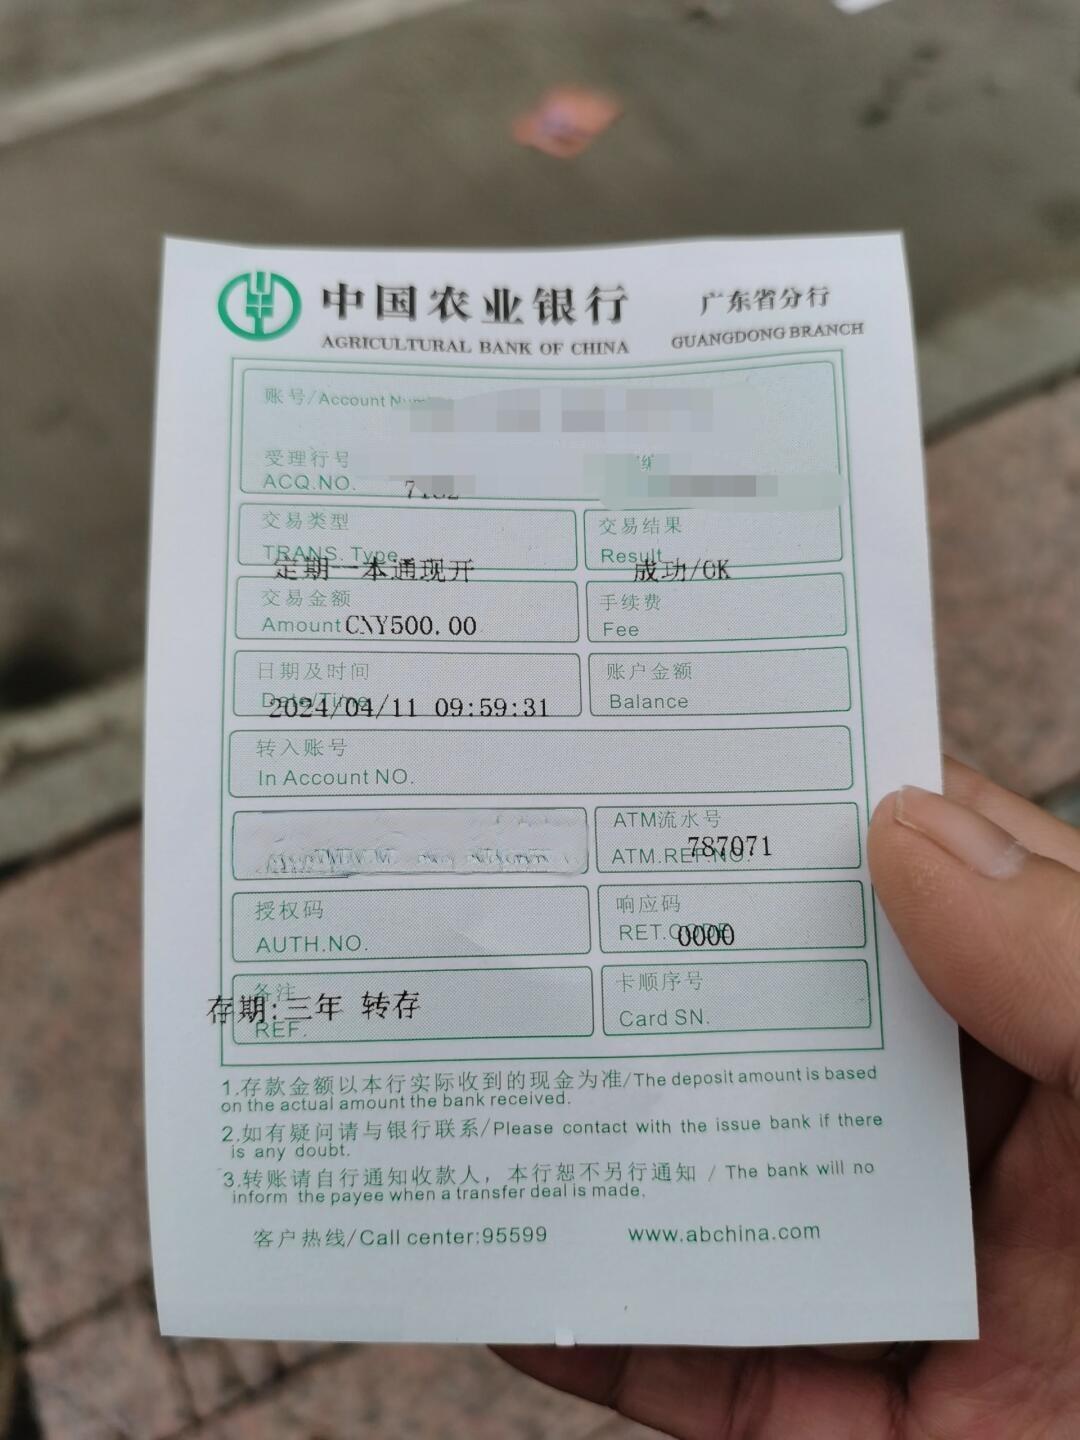 中国农业银行 广东省分行
AGRICULTURAL BANK OF CHINA GUANGDONG BRANCH
账号/Account
受理行号
ACQ.NO.
交易类型 交易结果
TRANS. Type Result
定期一本通现开 成功/OK
交易金额 手续费
Amount CNY500.00 Fee
日期及时间 账户金额
Date/Time Balance
2024/04/11 09:59:31
转入账号
In Account NO.
ATM流水号
ATM.REF.NO. 787071
授权码 响应码
AUTH.NO. RET.CODE 0000
备注 卡顺序号
存期:三年 转存
REF. Card SN.
1.存款金额以本行实际收到的现金为准/The deposit amount is based
on the actual amount the bank received.
2.如有疑问请与银行联系/Please contact with the issue bank if there
is any doubt.
3.转账请自行通知收款人，本行恕不另行通知 / The bank will no
inform the payee when a transfer deal is made.
客户热线/Call center:95599 www.abchina.com